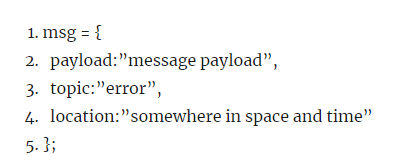 1. msg = {
2. payload:”message payload”,
3. topic:”error”,
4. location:”somewhere in space and time”
5. };